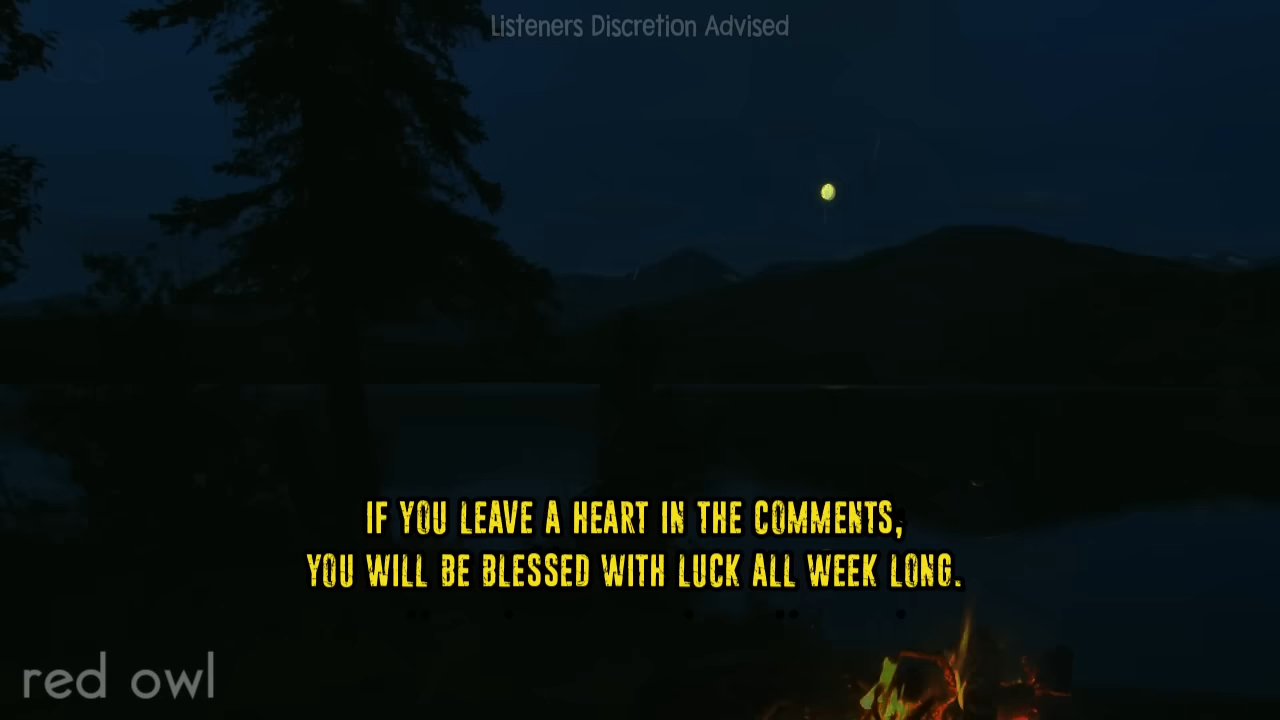 Listeners Discretion Advised
IF YOU LEAVE A HEART IN THE COMMENTS,
YOU WILL BE BLESSED WITH LUCK ALL WEEK LONG.
red owl